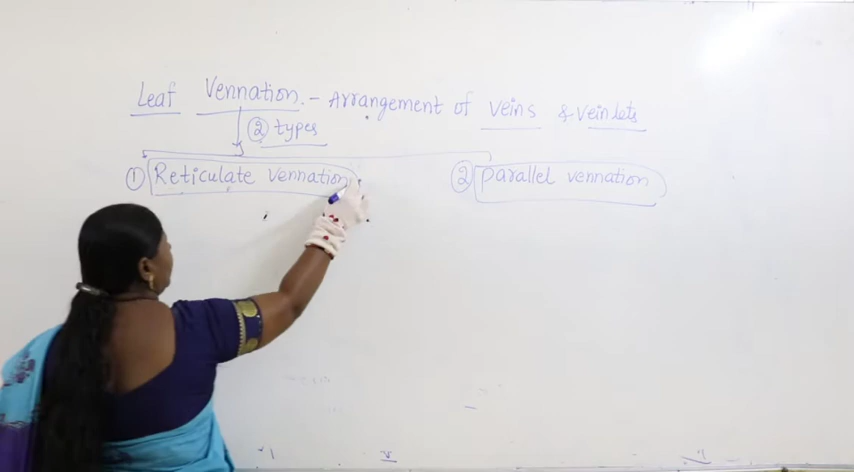 Leaf Vennation. - Arrangement of veins & veinlets
② types
① Reticulate vennation ② Parallel vennation